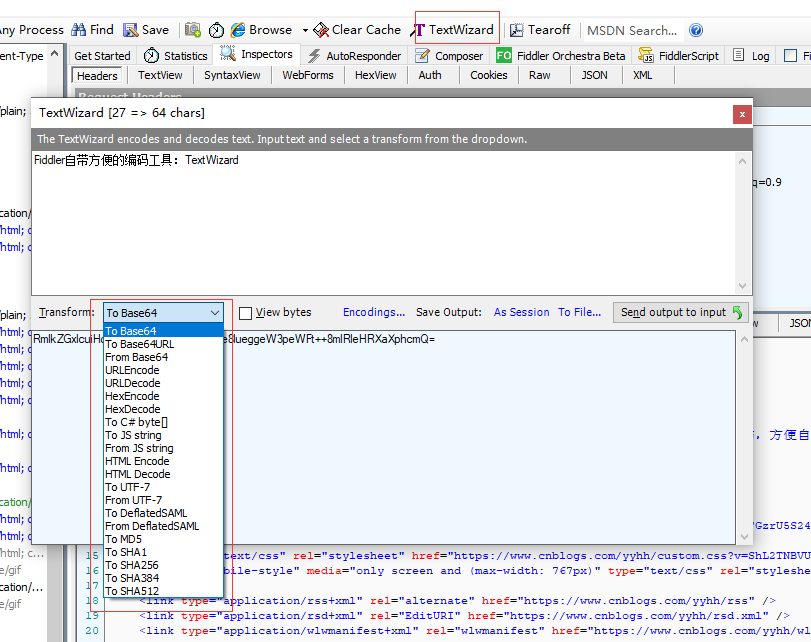 Any Process Find Save Browse Clear Cache TextWizard Tearoff MSDN Search...
Get Started Statistics Inspectors AutoResponder Composer FO Fiddler Orchestra Beta FiddlerScript Log
Headers TextView SyntaxView WebForms HexView Auth Cookies Raw JSON XML
Request Headers
ent-Type
/plain;
cation/
/html; c
/html; c
/plain;
/html; c
/html; c
/html; c
/html; c
/html; c
/html; c
/html; c
cation/
/html; c
/html; c
/html; c...
e/gif
cation/...
e/gif
TextWizard [27 => 64 chars]
x
The TextWizard encodes and decodes text. Input text and select a transform from the dropdown.
Fiddler自带方便的编码工具：TextWizard
q=0.9
Transform: To Base64 View bytes Encodings... Save Output: As Session To File... Send output to input
JSON
To Base64
To Base64URL
From Base64
URLEncode
URLDecode
HexEncode
HexDecode
To C# byte[]
To JS string
From JS string
HTML Encode
HTML Decode
To UTF-7
From UTF-7
To DeflatedSAML
From DeflatedSAML
To MD5
To SHA1
To SHA256
To SHA384
To SHA512
，方便自
GzrU5S24
15 text/css" rel="stylesheet" href="https://www.cnblogs.com/yyhh/custom.css?v=ShL2TNBVU
16 bile-style" media="only screen and (max-width: 767px)" type="text/css" rel="stylesheet
17
18 <link type="application/rss+xml" rel="alternate" href="https://www.cnblogs.com/yyhh/rss" />
19 <link type="application/rsd+xml" rel="EditURI" href="https://www.cnblogs.com/yyhh/rsd.xml" />
20 <link type="application/wlwmanifest+xml" rel="wlwmanifest" href="https://www.cnblogs.com/yyhh/wl